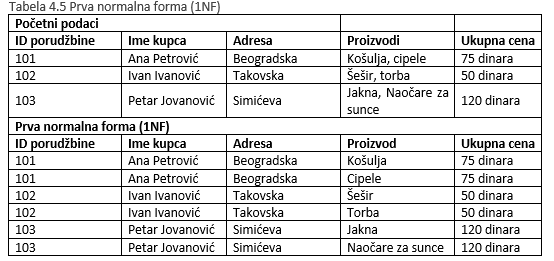 Tabela 4.5 Prva normalna forma (1NF)
Početni podaci
ID porudžbine Ime kupca Adresa Proizvodi Ukupna cena
101 Ana Petrović Beogradska Košulja, cipele 75 dinara
102 Ivan Ivanović Takovska Šešir, torba 50 dinara
103 Petar Jovanović Simićeva Jakna, Naočare za sunce 120 dinara
Prva normalna forma (1NF)
ID porudžbine Ime kupca Adresa Proizvod Ukupna cena
101 Ana Petrović Beogradska Košulja 75 dinara
101 Ana Petrović Beogradska Cipele 75 dinara
102 Ivan Ivanović Takovska Šešir 50 dinara
102 Ivan Ivanović Takovska Torba 50 dinara
103 Petar Jovanović Simićeva Jakna 120 dinara
103 Petar Jovanović Simićeva Naočare za sunce 120 dinara